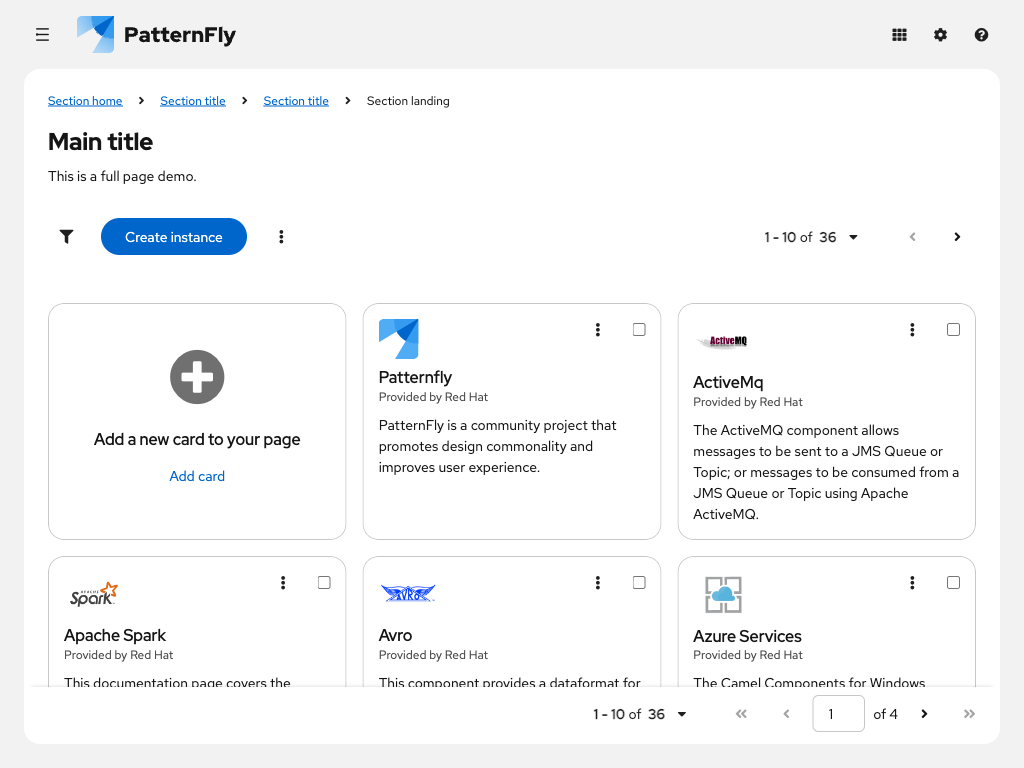 PatternFly
Section home
Section title
Section title
Section landing
Main title
This is a full page demo.
Create instance
1 - 10 of 36
Add a new card to your page
Add card
Patternfly
Provided by Red Hat
PatternFly is a community project that
promotes design commonality and
improves user experience.
ActiveMQ
ActiveMq
Provided by Red Hat
The ActiveMQ component allows
messages to be sent to a JMS Queue or
Topic; or messages to be consumed from a
JMS Queue or Topic using Apache
ActiveMQ.
APACHE
Spark
Apache Spark
Provided by Red Hat
This documentation page covers the
AVRO
Avro
Provided by Red Hat
This component provides a dataformat for
Azure Services
Provided by Red Hat
The Camel Components for Windows
1 - 10 of 36
1 of 4